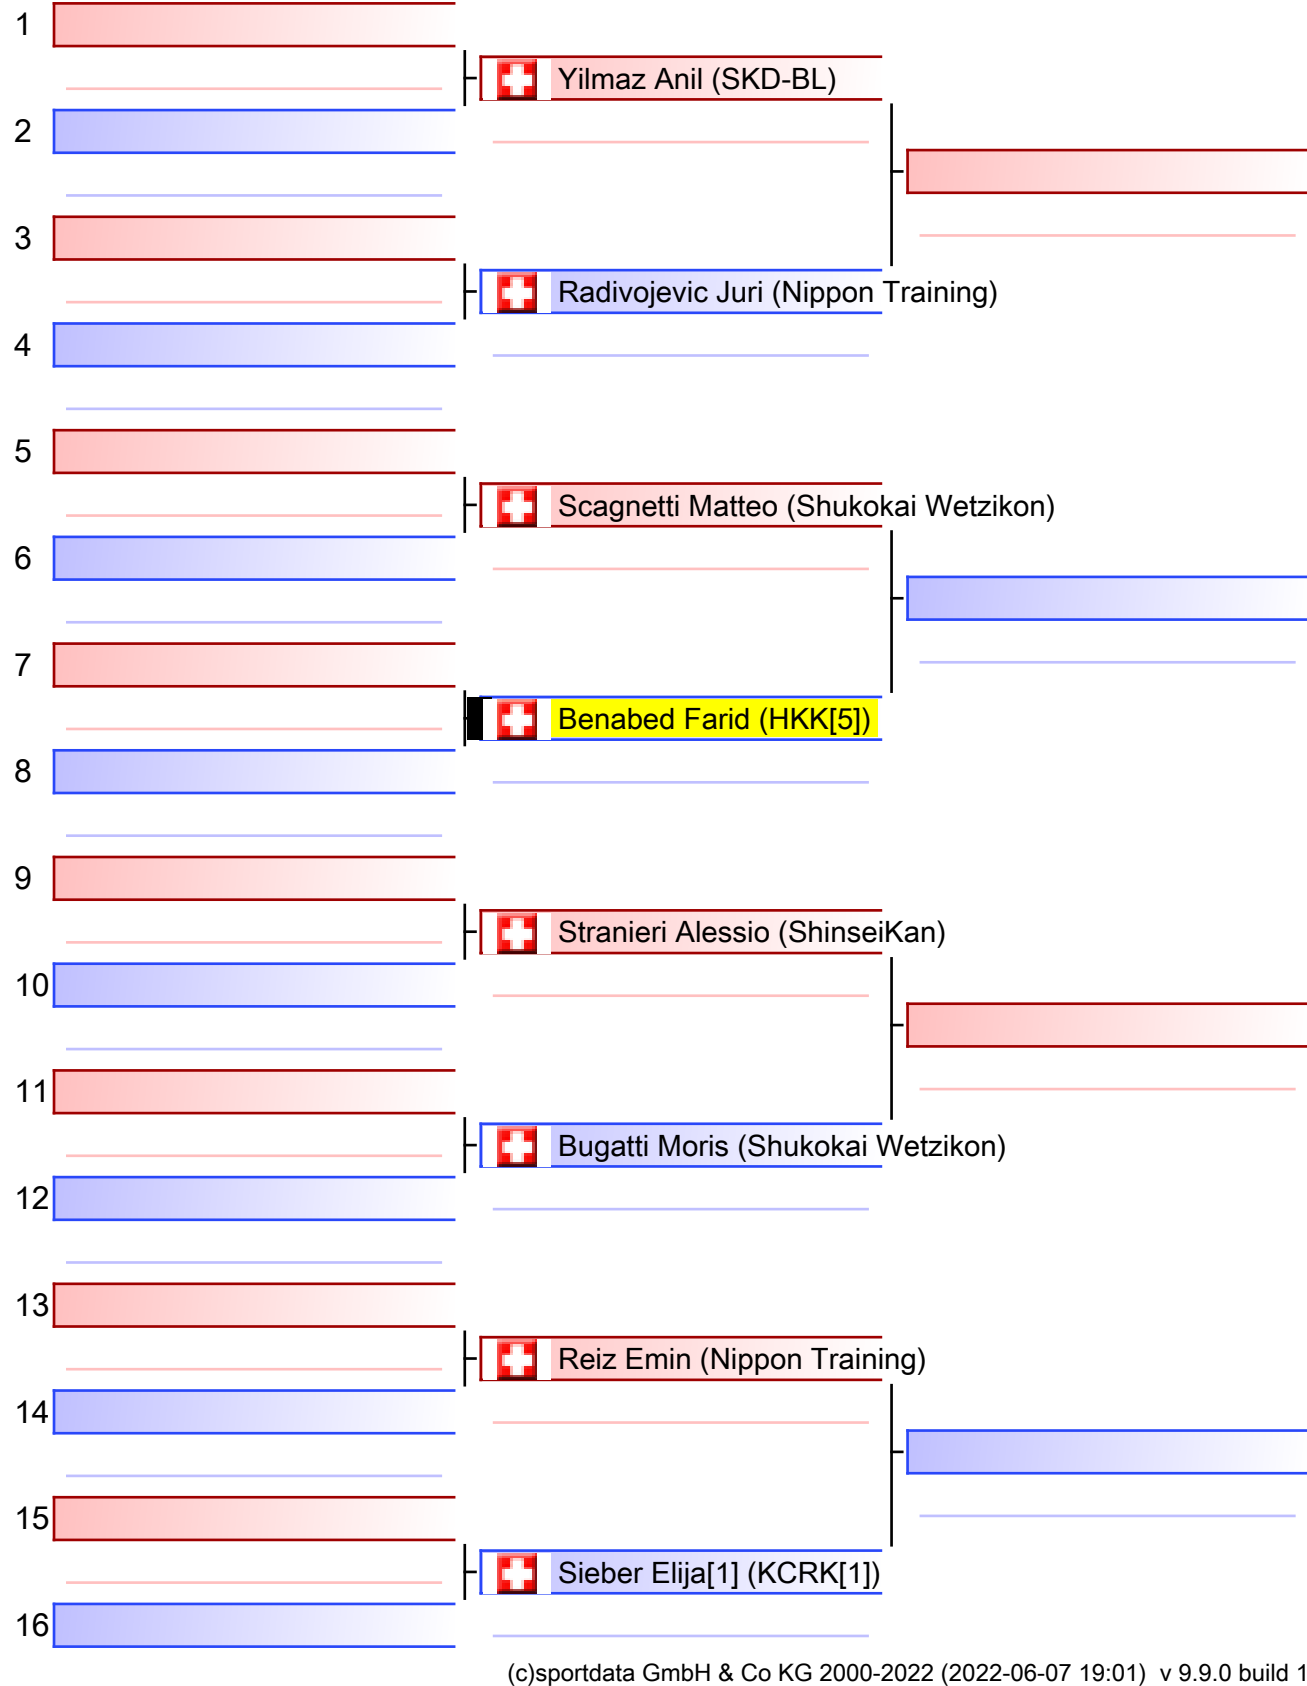 1
Yilmaz Anil (SKD-BL)
2
3
Radivojevic Juri (Nippon Training)
4
5
Scagnetti Matteo (Shukokai Wetzikon)
6
7
Benabed Farid (HKK[5])
8
9
Stranieri Alessio (ShinseiKan)
10
11
Bugatti Moris (Shukokai Wetzikon)
12
13
Reiz Emin (Nippon Training)
14
15
Sieber Elija[1] (KCRK[1])
16
(c)sportdata GmbH & Co KG 2000-2022 (2022-06-07 19:01) v 9.9.0 build 1